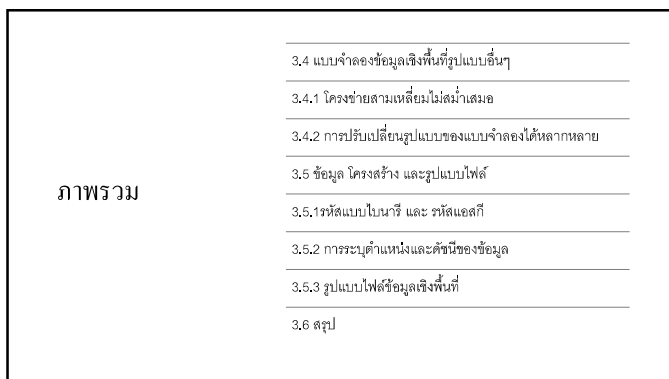 ภาพรวม
3.4 แบบจำลองข้อมูลเชิงพื้นที่รูปแบบอื่นๆ
3.4.1 โครงข่ายสามเหลี่ยมไม่สม่ำเสมอ
3.4.2 การปรับเปลี่ยนรูปแบบของแบบจำลองได้หลากหลาย
3.5 ข้อมูล โครงสร้าง และรูปแบบไฟล์
3.5.1รหัสแบบไบนารี และ รหัสแอสกี
3.5.2 การระบุตำแหน่งและดัชนีของข้อมูล
3.5.3 รูปแบบไฟล์ข้อมูลเชิงพื้นที่
3.6 สรุป